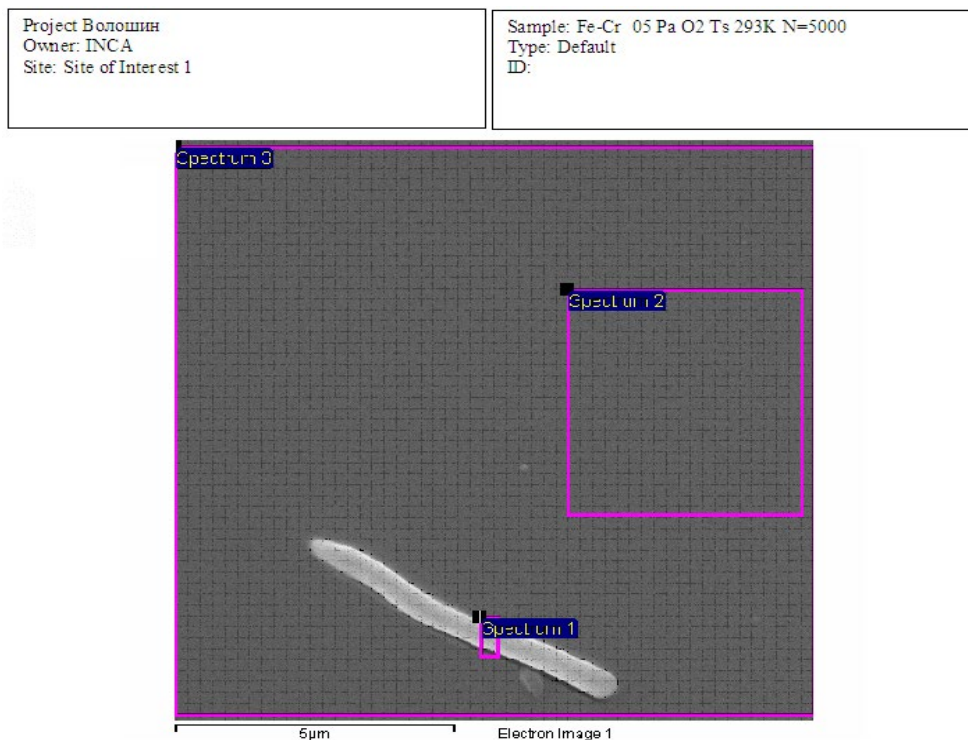 Project Волошин
Owner: INCA
Site: Site of Interest 1
Sample: Fe-Cr 05 Pa O2 Ts 293K N=5000
Type: Default
ID:
Spectrum 3
Spectrum 2
Spectrum 1
5µm
Electron Image 1